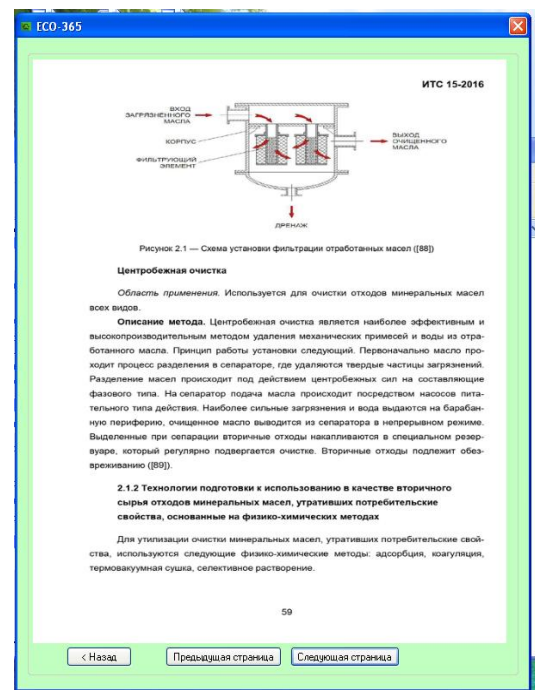 ECO-365
ИТС 15-2016
ВХОД
ЗАГРЯЗНЕННОГО
МАСЛА
КОРПУС
ФИЛЬТРУЮЩИЙ
ЭЛЕМЕНТ
ВЫХОД
ОЧИЩЕННОГО
МАСЛА
ДРЕНАЖ
Рисунок 2.1 — Схема установки фильтрации отработанных масел ([88])
Центробежная очистка
Область применения. Используется для очистки отходов минеральных масел
всех видов.
Описание метода. Центробежная очистка является наиболее эффективным и
высокопроизводительным методом удаления механических примесей и воды из отра-
ботанного масла. Принцип работы установки следующий. Первоначально масло про-
ходит процесс разделения в сепараторе, где удаляются твердые частицы загрязнений.
Разделение масел происходит под действием центробежных сил на составляющие
фазового типа. На сепаратор подача масла происходит посредством насосов пита-
тельного типа действия. Наиболее сильные загрязнения и вода выдаются на барабан-
ную периферию, очищенное масло выводится из сепаратора в непрерывном режиме.
Выделенные при сепарации вторичные отходы накапливаются в специальном резер-
вуаре, который регулярно подвергается очистке. Вторичные отходы подлежит обез-
вреживанию ([89]).
2.1.2 Технологии подготовки к использованию в качестве вторичного
сырья отходов минеральных масел, утративших потребительские
свойства, основанные на физико-химических методах
Для утилизации очистки минеральных масел, утративших потребительские свой-
ства, используются следующие физико-химические методы: адсорбция, коагуляция,
термовакуумная сушка, селективное растворение.
59
< Назад
Предыдущая страница
Следующая страница